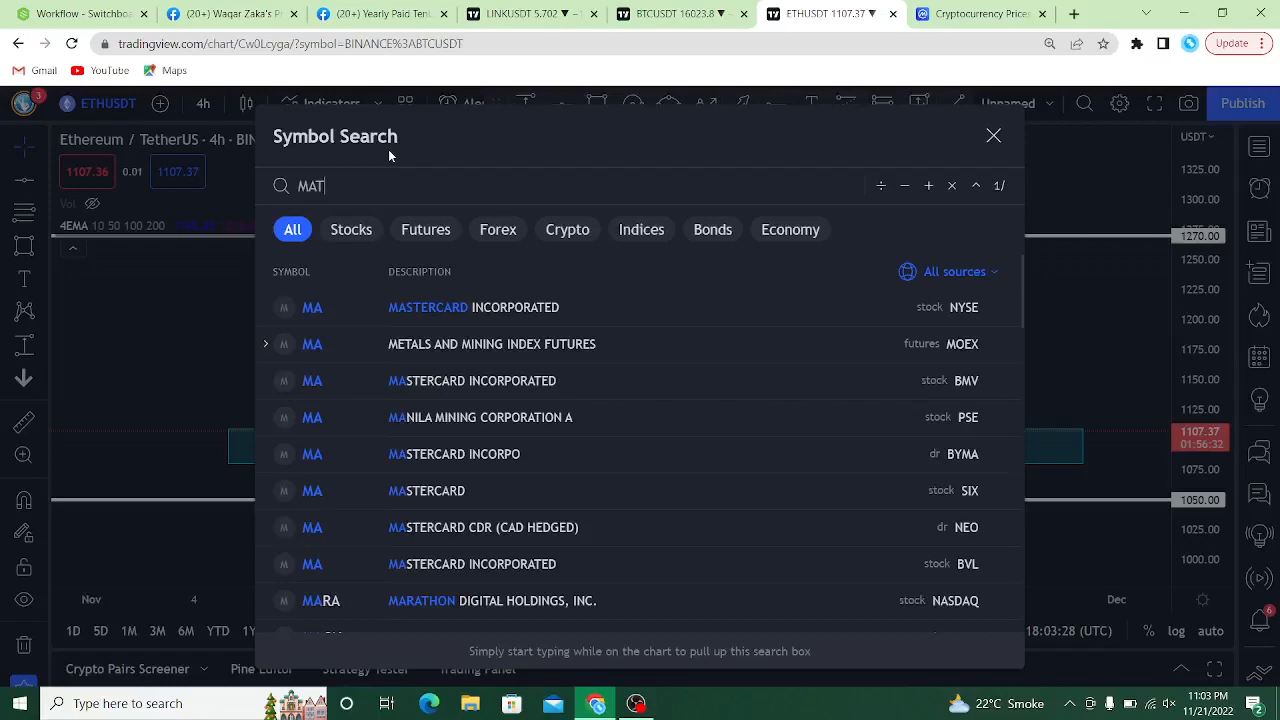 (20+) Faceboo
(20+) Yaduvans
LINKUSDT 5.702 ▼
BTCUSDT 16023.8 ▼
ETHUSDT 1107.37 ▼
Cryptocurrency Prices
tradingview.com/chart/Cw0Lcyga/?symbol=BINANCE%3ABTCUSDT
Update
Gmail
YouTube
Maps
3
ETHUSDT
4h
Indicators
Unnamed
Publish
Symbol Search
Ethereum / TetherUS · 4h · BIN
USDT
1107.36
0.01
1107.37
MAT
1/
Vol
4EMA 10 50 100 200
All
Stocks
Futures
Forex
Crypto
Indices
Bonds
Economy
SYMBOL
DESCRIPTION
All sources
MA MASTERCARD INCORPORATED stock NYSE
MA METALS AND MINING INDEX FUTURES futures MOEX
MA MASTERCARD INCORPORATED stock BMV
MA MANILA MINING CORPORATION A stock PSE
MA MASTERCARD INCORPO dr BYMA
MA MASTERCARD stock SIX
MA MASTERCARD CDR (CAD HEDGED) dr NEO
MA MASTERCARD INCORPORATED stock BVL
MARA MARATHON DIGITAL HOLDINGS, INC. stock NASDAQ
Simply start typing while on the chart to pull up this search box
1325.00
1300.00
1270.00
1250.00
1225.00
1200.00
1175.00
1150.00
1125.00
1107.37
01:56:32
1075.00
1050.00
1025.00
1000.00
Nov
4
Dec
1D 5D 1M 3M 6M YTD 1Y
18:03:28 (UTC)
% log auto
6
Crypto Pairs Screener
Pine Editor
Strategy Tester
Trading Panel
Type here to search
22°C Smoke
11:03 PM
11/21/2022
2